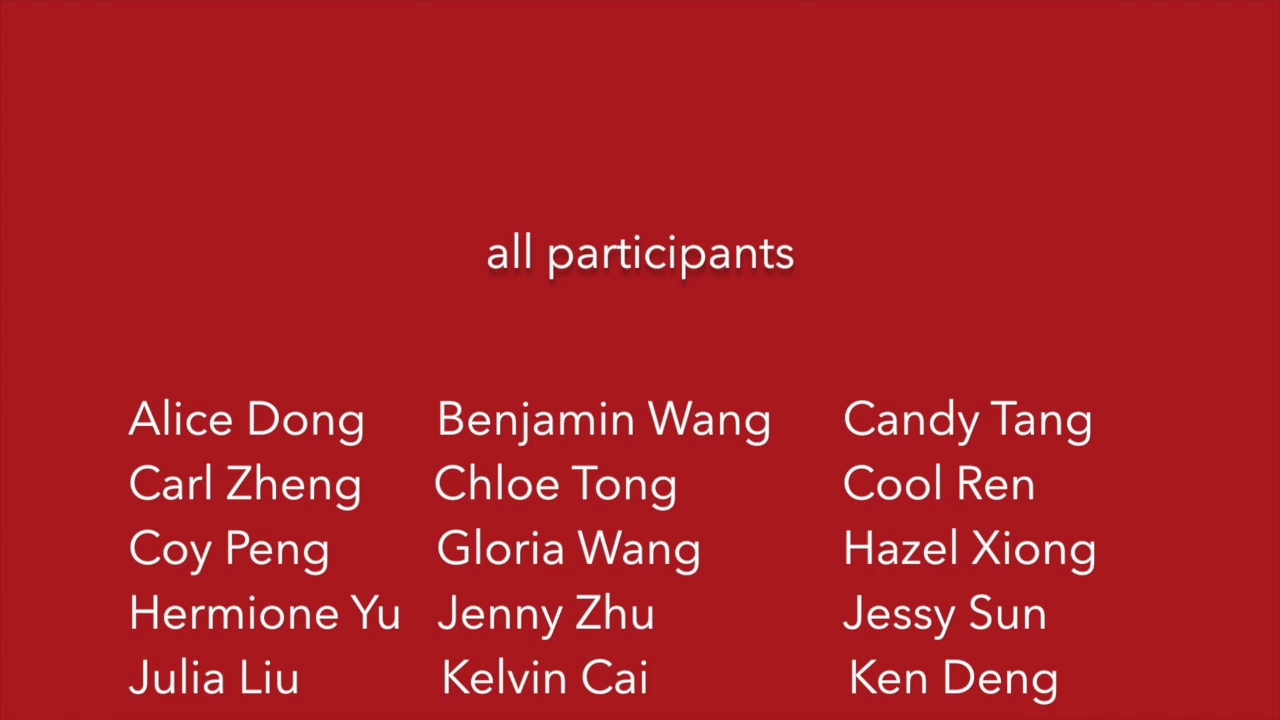 all participants
Alice Dong Benjamin Wang Candy Tang
Carl Zheng Chloe Tong Cool Ren
Coy Peng Gloria Wang Hazel Xiong
Hermione Yu Jenny Zhu Jessy Sun
Julia Liu Kelvin Cai Ken Deng